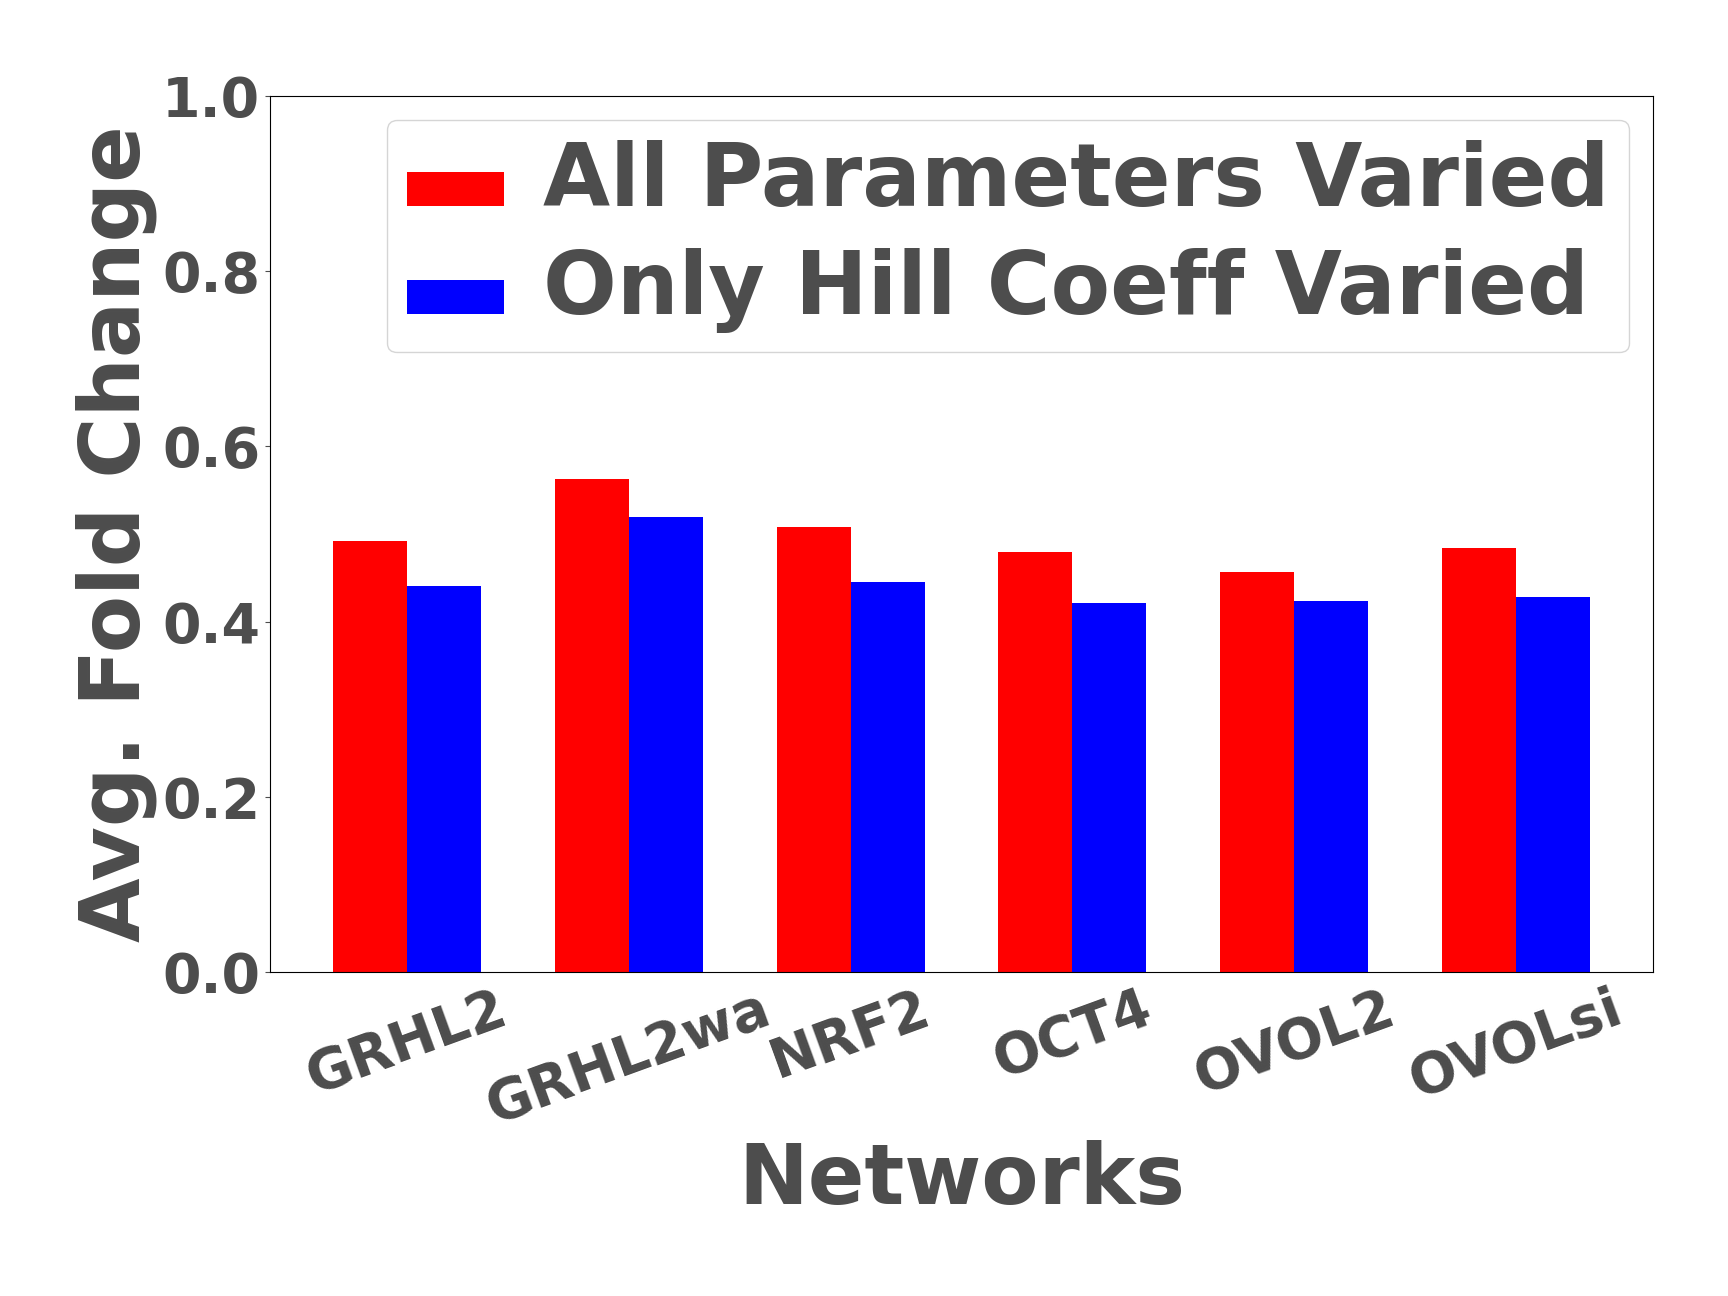 Avg. Fold Change
1.0
0.8
0.6
0.4
0.2
0.0
All Parameters Varied
Only Hill Coeff Varied
GRHL2
GRHL2wa
NRF2
OCT4
OVOL2
OVOLsi
Networks